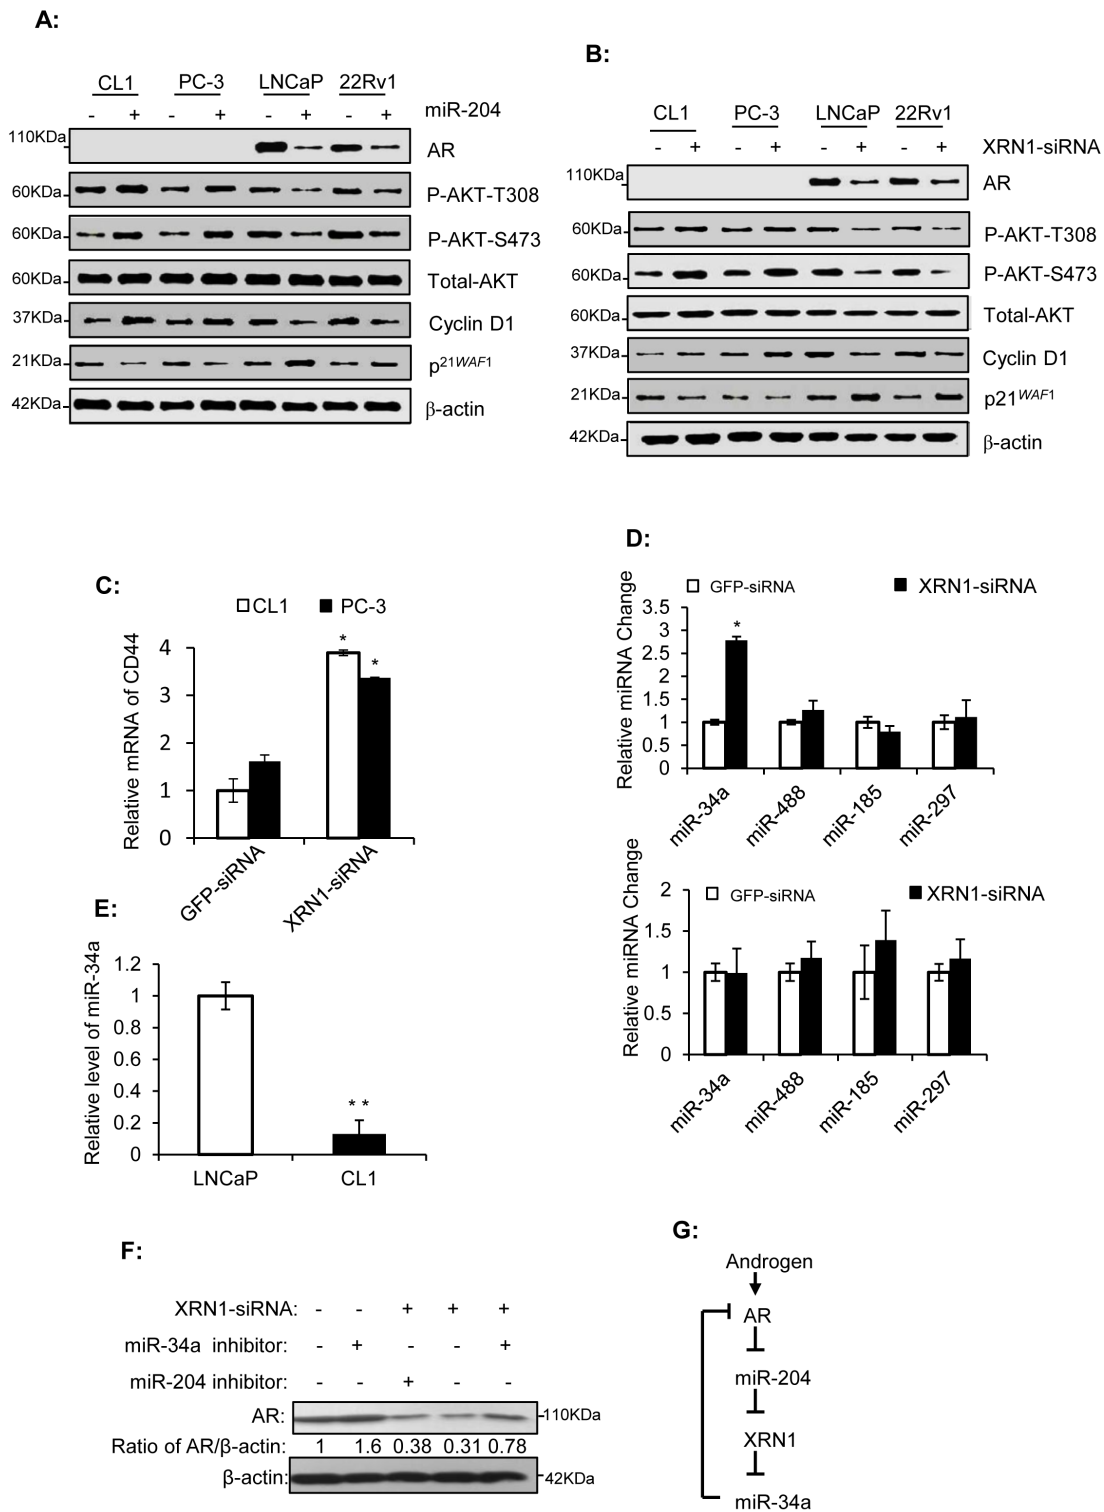 A:
CL1 PC-3 LNCaP 22Rv1
- + - + - + - + miR-204
110KDa AR
60KDa P-AKT-T308
60KDa P-AKT-S473
60KDa Total-AKT
37KDa Cyclin D1
21KDa p21WAF1
42KDa β-actin
B:
CL1 PC-3 LNCaP 22Rv1
- + - + - + - + XRN1-siRNA
110KDa AR
60KDa P-AKT-T308
60KDa P-AKT-S473
60KDa Total-AKT
37KDa Cyclin D1
21KDa p21WAF1
42KDa β-actin
C:
CL1 PC-3
Relative mRNA of CD44
4
3
2
1
0
* *
GFP-siRNA XRN1-siRNA
D:
GFP-siRNA XRN1-siRNA
Relative miRNA Change
3.5
3
2.5
2
1.5
1
0.5
0
*
miR-34a miR-488 miR-185 miR-297
GFP-siRNA XRN1-siRNA
Relative miRNA Change
2
1.5
1
0.5
0
miR-34a miR-488 miR-185 miR-297
E:
Relative level of miR-34a
1.2
1
0.8
0.6
0.4
0.2
0
* *
LNCaP CL1
F:
XRN1-siRNA: - - + + +
miR-34a inhibitor: - + - - +
miR-204 inhibitor: - - + - -
AR: 110KDa
Ratio of AR/β-actin: 1 1.6 0.38 0.31 0.78
β-actin: 42KDa
G:
Androgen
AR
miR-204
XRN1
miR-34a